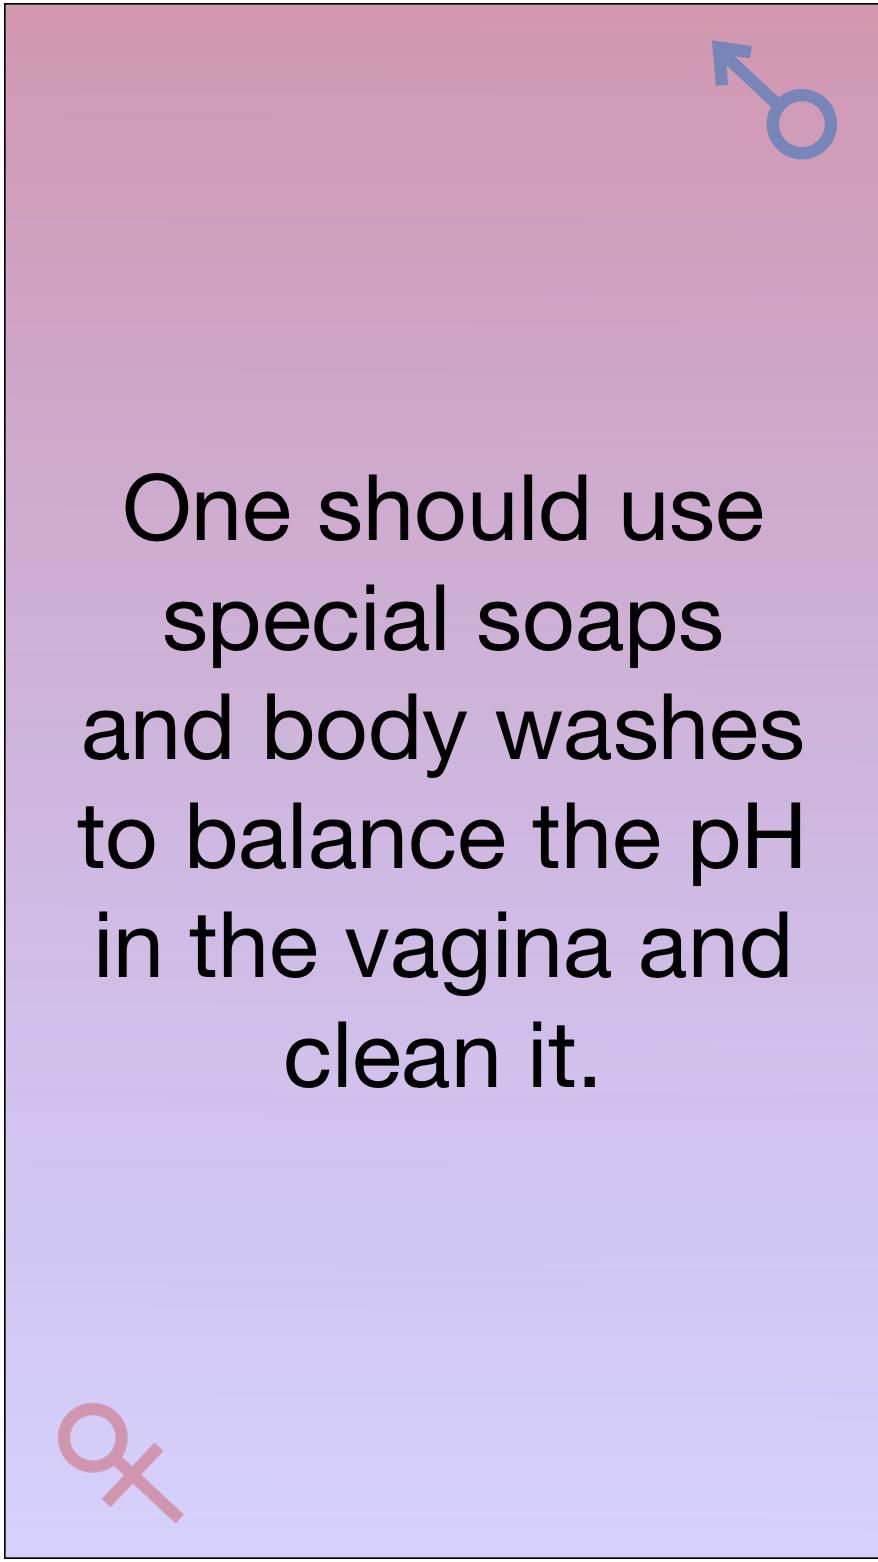 One should use
special soaps
and body washes
to balance the pH
in the vagina and
clean it.